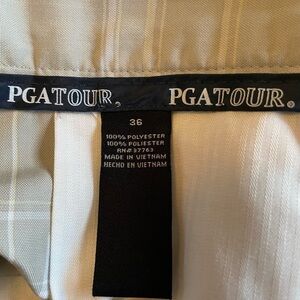 PGATOUR® PGATOUR®
36
100% POLYESTER
100% POLIESTER
RN# 37763
MADE IN VIETNAM
HECHO EN VIETNAM